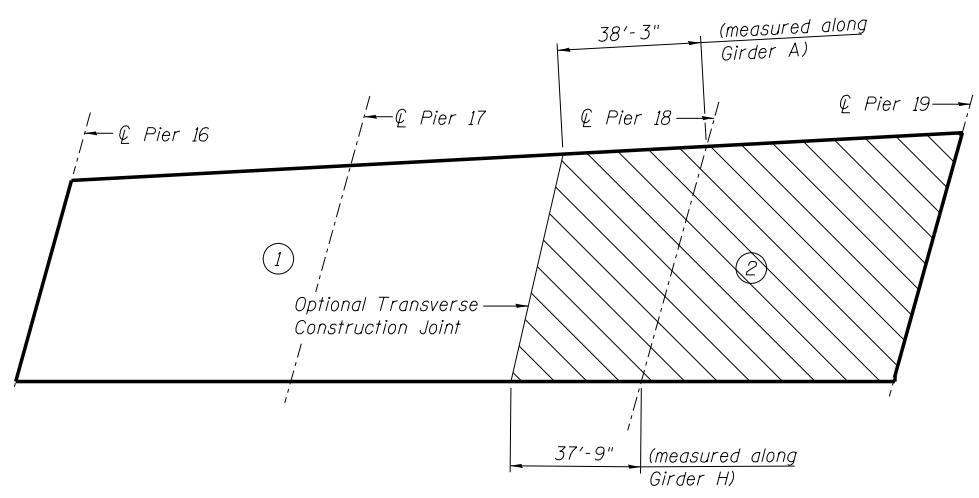 38'-3"
(measured along
Girder A)
℄ Pier 16
℄ Pier 17
℄ Pier 18
℄ Pier 19
1
2
Optional Transverse
Construction Joint
37'-9"
(measured along
Girder H)